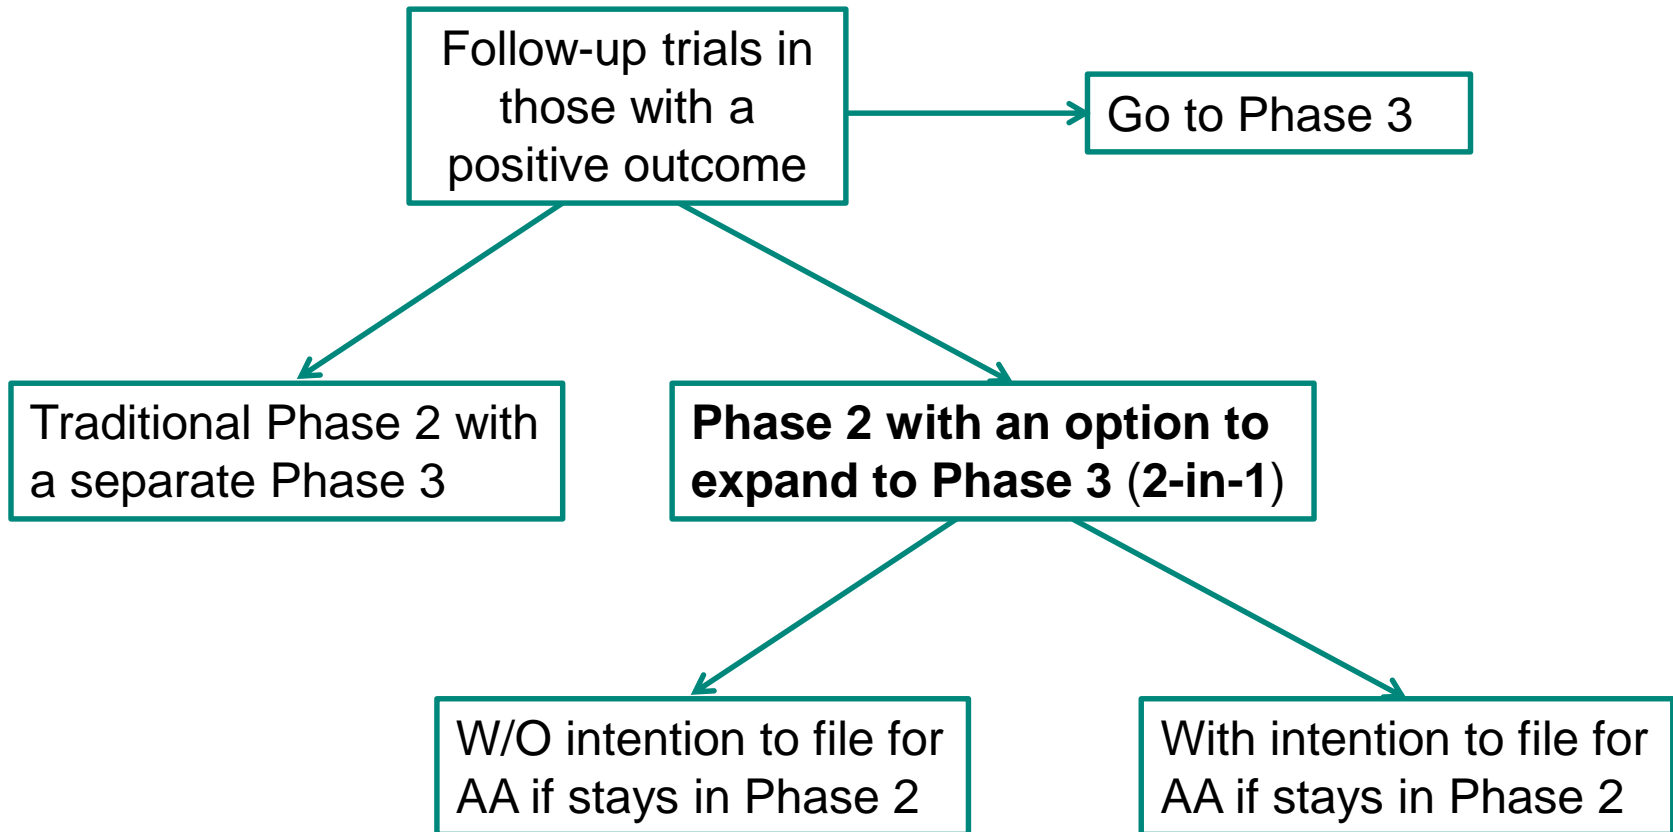 Follow-up trials in
those with a
positive outcome
Go to Phase 3
Traditional Phase 2 with
a separate Phase 3
Phase 2 with an option to
expand to Phase 3 (2-in-1)
W/O intention to file for
AA if stays in Phase 2
With intention to file for
AA if stays in Phase 2